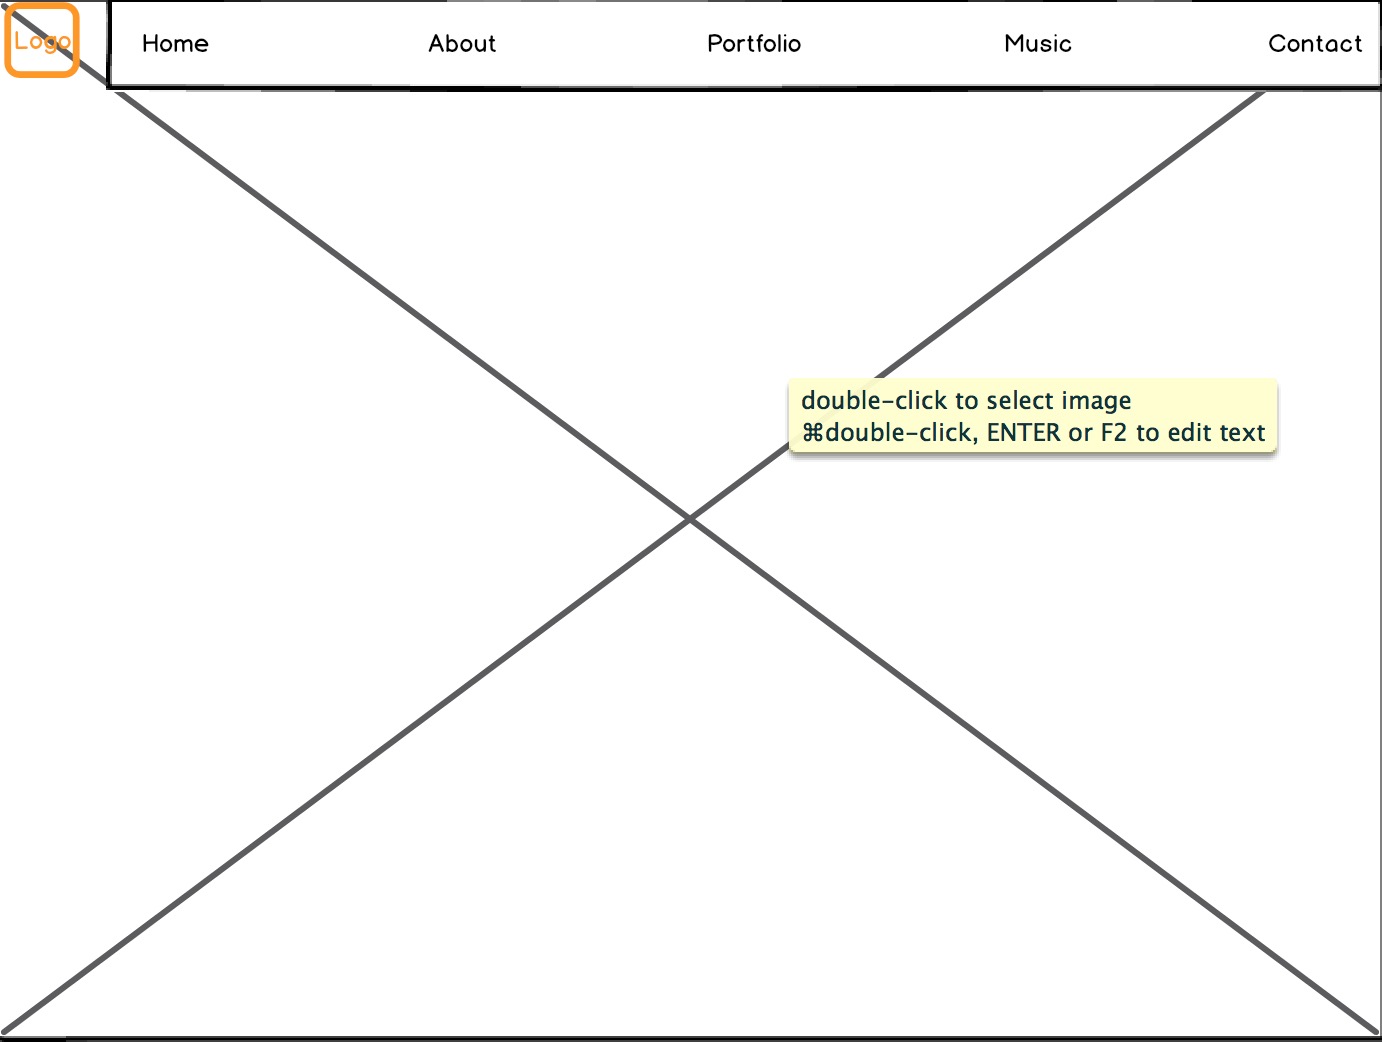 Logo
Home About Portfolio Music Contact
double-click to select image
⌘double-click, ENTER or F2 to edit text